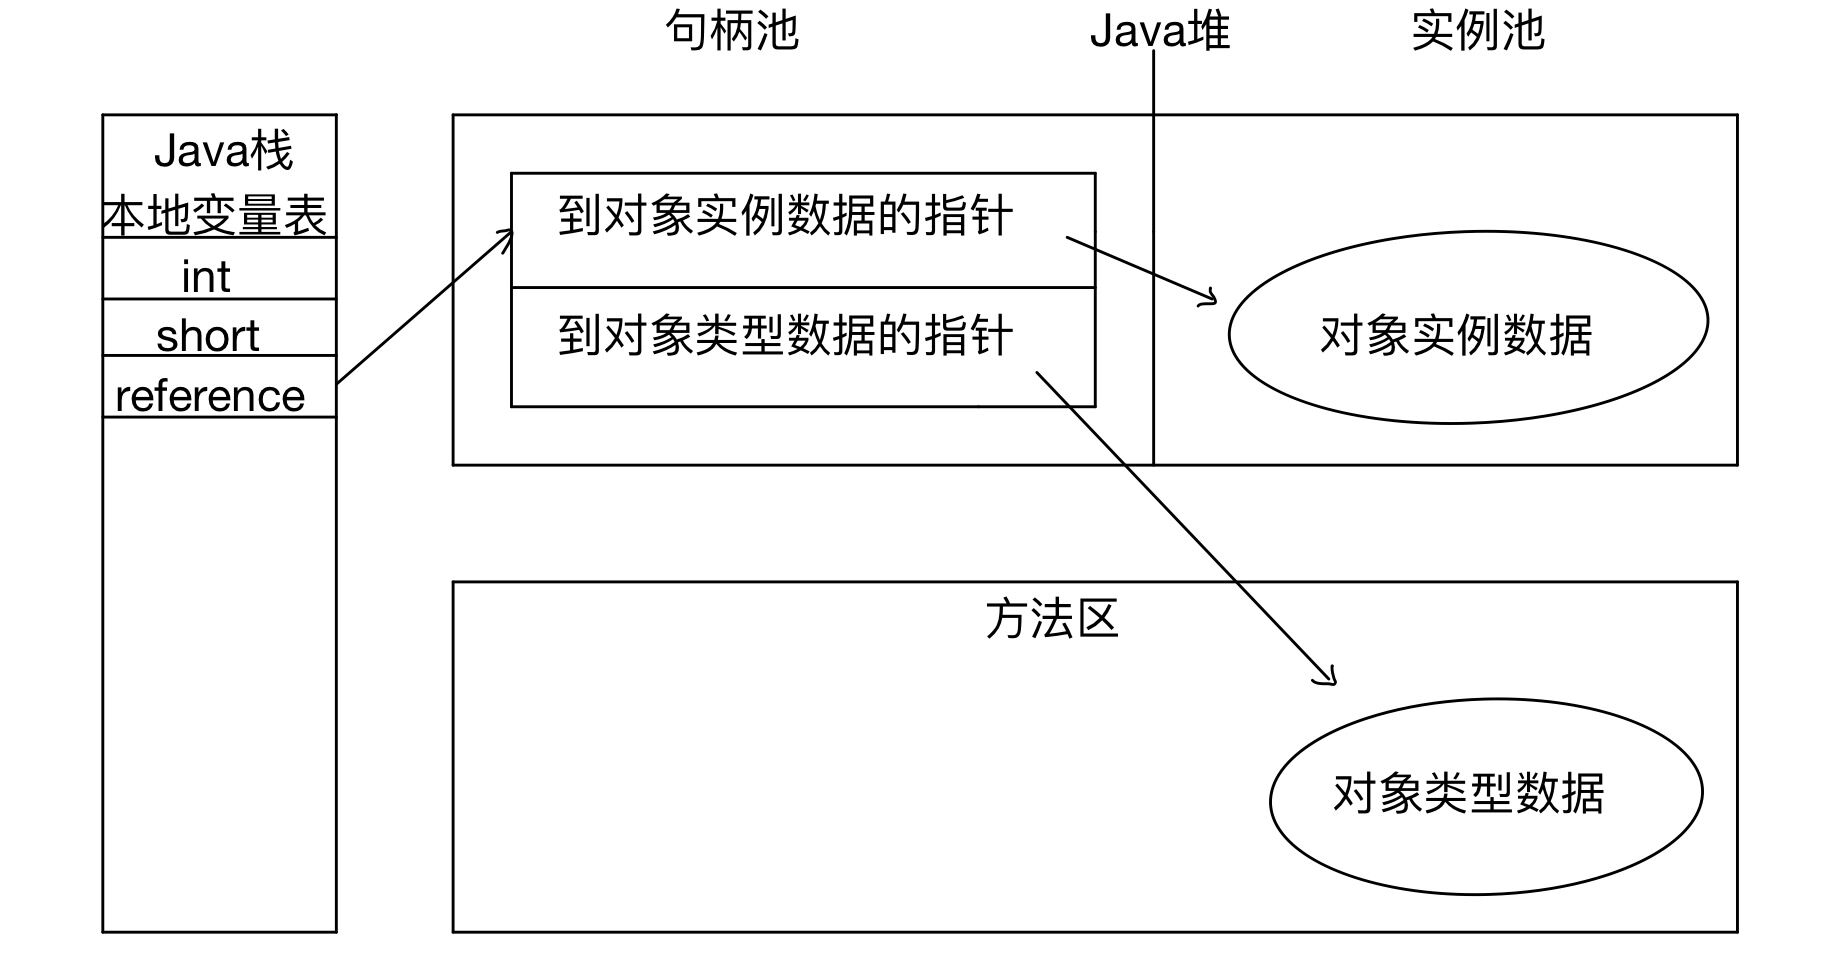 句柄池
Java堆
实例池
Java栈
本地变量表
int
short
reference
到对象实例数据的指针
到对象类型数据的指针
对象实例数据
方法区
对象类型数据